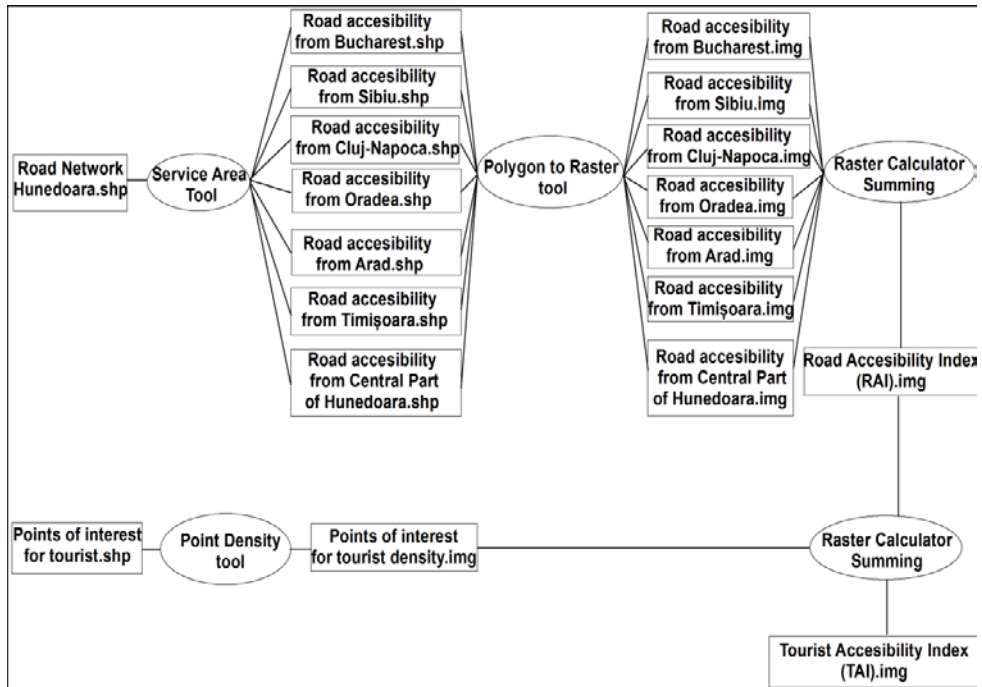 Road Network
Hunedoara.shp
Service Area
Tool
Road accesibility
from Bucharest.shp
Road accesibility
from Sibiu.shp
Road accesibility
from Cluj-Napoca.shp
Road accesibility
from Oradea.shp
Road accesibility
from Arad.shp
Road accesibility
from Timișoara.shp
Road accesibility
from Central Part
of Hunedoara.shp
Polygon to Raster
tool
Road accesibility
from Bucharest.img
Road accesibility
from Sibiu.img
Road accesibility
from Cluj-Napoca.img
Road accesibility
from Oradea.img
Road accesibility
from Arad.img
Road accesibility
from Timișoara.img
Road accesibility
from Central Part
of Hunedoara.img
Raster Calculator
Summing
Road Accesibility Index
(RAI).img
Points of interest
for tourist.shp
Point Density
tool
Points of interest
for tourist density.img
Raster Calculator
Summing
Tourist Accesibility Index
(TAI).img